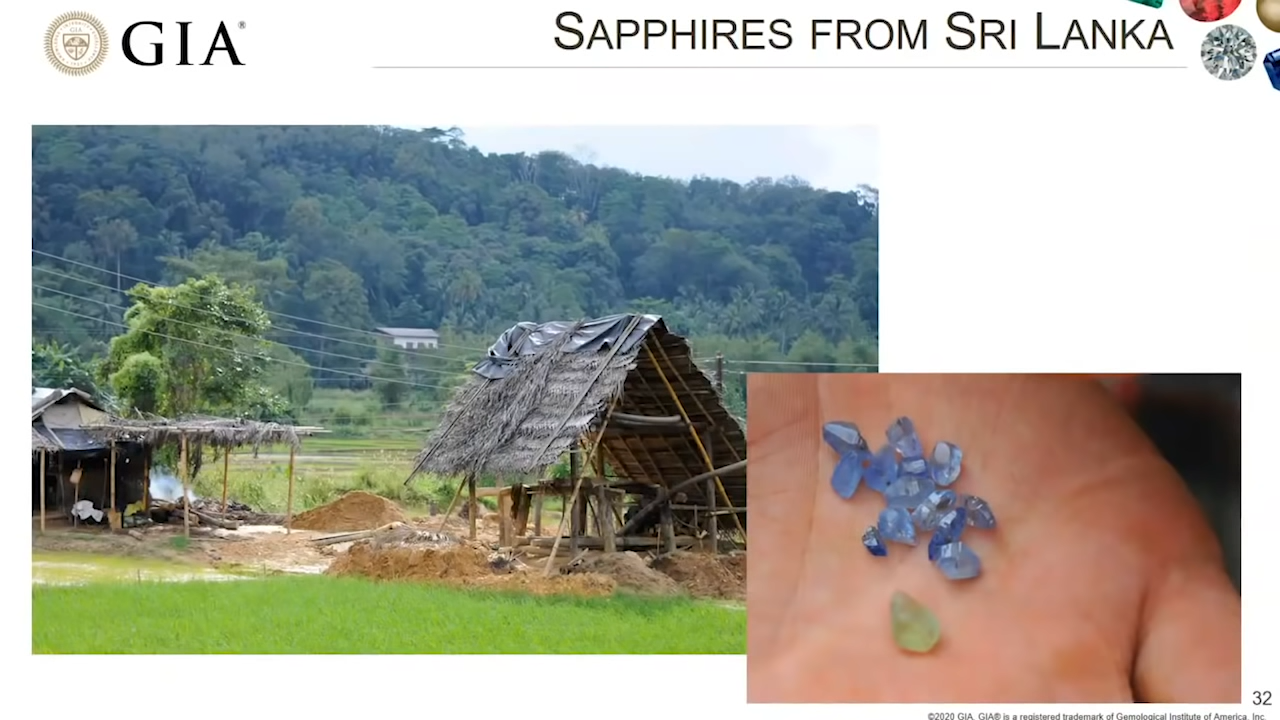 GIA®
SAPPHIRES FROM SRI LANKA
32
©2020 GIA. GIA® is a registered trademark of Gemological Institute of America, Inc.